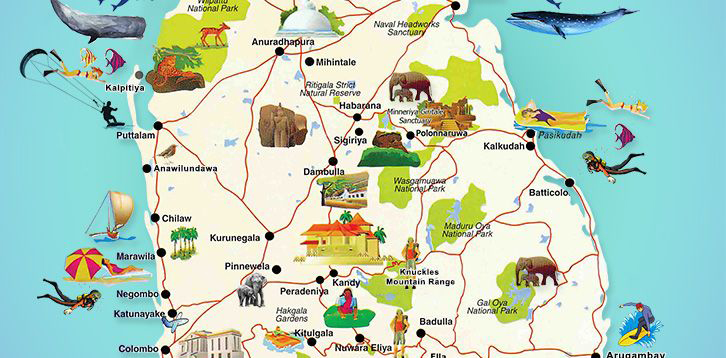 Wilpattu
National Park
Naval Headworks
Sanctuary
Anuradhapura
Mihintale
Kalpitiya
Ritigala Strict
Natural Reserve
Habarana
Minneriya Giritale
Sanctuary
Puttalam
Sigiriya
Polonnaruwa
Pasikudah
Kalkudah
Anawilundawa
Dambulla
Wasgamuawa
National Park
Batticolo
Chilaw
Maduru Oya
National Park
Kurunegala
Marawila
Pinnewela
Knuckles
Mountain Range
Kandy
Negombo
Peradeniya
Gal Oya
National Park
Katunayake
Hakgala
Gardens
Badulla
Kitulgala
Colombo
Nuwara Eliya
Ella
Arugambay